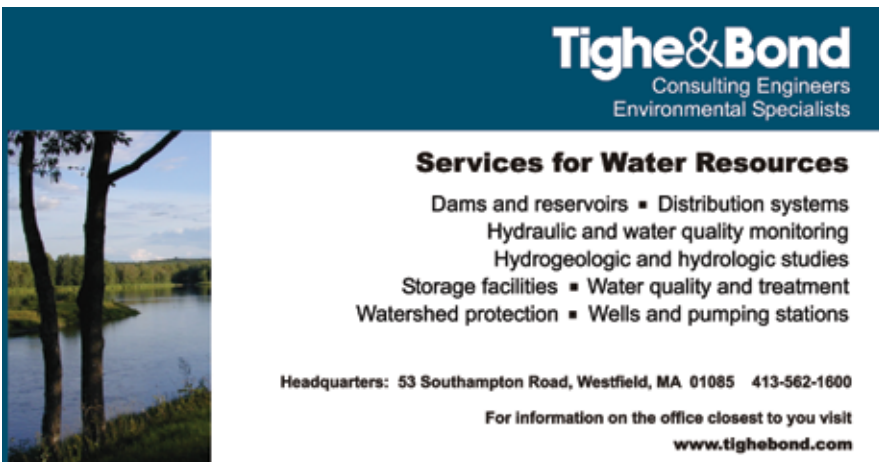 Tighe&Bond
Consulting Engineers
Environmental Specialists
Services for Water Resources
Dams and reservoirs ▪ Distribution systems
Hydraulic and water quality monitoring
Hydrogeologic and hydrologic studies
Storage facilities ▪ Water quality and treatment
Watershed protection ▪ Wells and pumping stations
Headquarters: 53 Southampton Road, Westfield, MA 01085 413-562-1600
For information on the office closest to you visit
www.tighebond.com